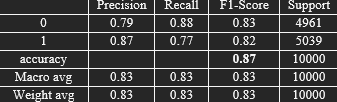 Precision Recall F1-Score Support
0 0.79 0.88 0.83 4961
1 0.87 0.77 0.82 5039
accuracy 0.87 10000
Macro avg 0.83 0.83 0.83 10000
Weight avg 0.83 0.83 0.83 10000